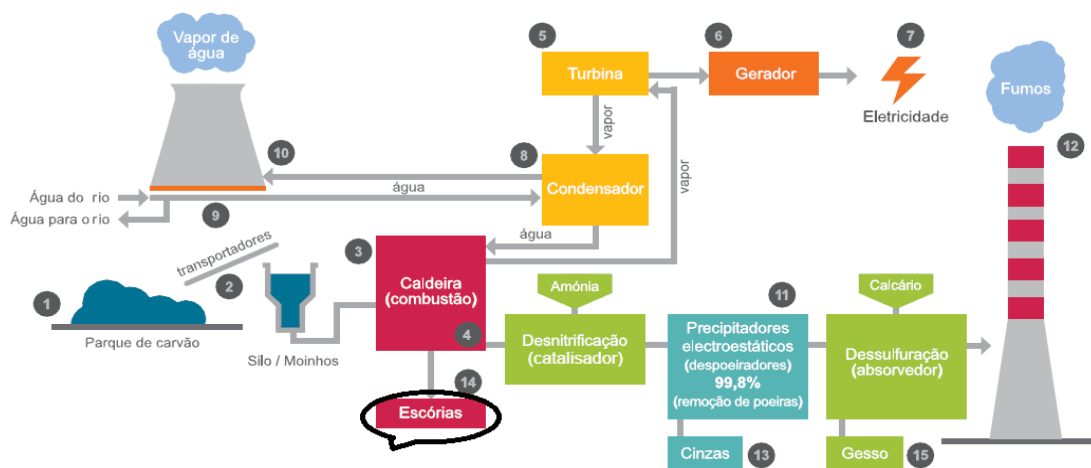 Vapor de
água
5
6
7
Turbina
Gerador
Eletricidade
Fumos
12
vapor
vapor
10
8
água
Condensador
Água do rio
Água para o rio
9
água
transportadores
3
2
1
Caldeira
(combustão)
4
Parque de carvão
Silo / Moinhos
Amónia
Desnitrificação
(catalisador)
11
Precipitadores
electroestáticos
(despoeiradores)
99,8%
(remoção de poeiras)
Calcário
Dessulfuração
(absorvedor)
14
Escórias
Cinzas
13
Gesso
15